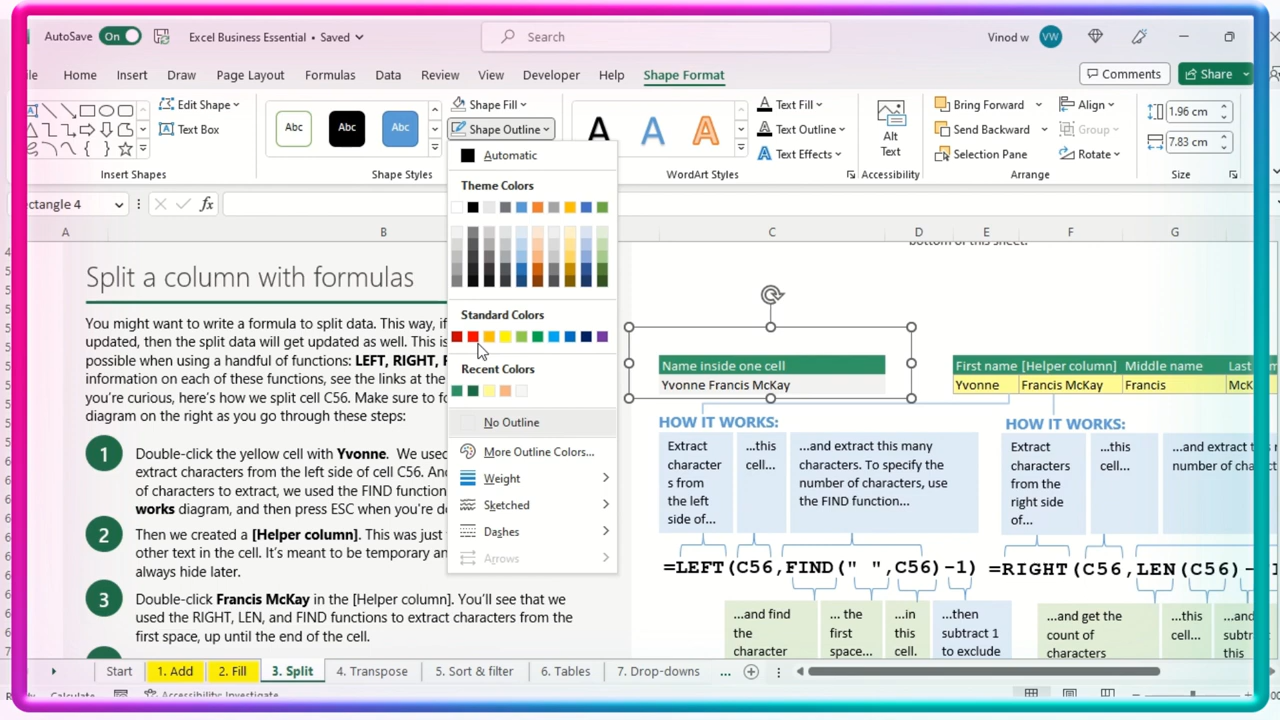 AutoSave On Excel Business Essential • Saved Search Vinod w VW
Home Insert Draw Page Layout Formulas Data Review View Developer Help Shape Format Comments Share
Edit Shape
Text Box
Insert Shapes
Abc Abc Abc
Shape Fill
Shape Outline
Shape Styles
A A A
Text Fill
Text Outline
Text Effects
WordArt Styles
Alt
Text
Accessibility
Bring Forward
Send Backward
Selection Pane
Align
Group
Rotate
Arrange
1.96 cm
7.83 cm
Size
ectangle 4 fx
A B C D E F G
Automatic
Theme Colors
Standard Colors
Recent Colors
No Outline
More Outline Colors...
Weight
Sketched
Dashes
Arrows
bottom of this sheet.
Split a column with formulas
You might want to write a formula to split data. This way, if
updated, then the split data will get updated as well. This is
possible when using a handful of functions: LEFT, RIGHT,
information on each of these functions, see the links at the
you're curious, here's how we split cell C56. Make sure to
diagram on the right as you go through these steps:
1 Double-click the yellow cell with Yvonne. We used
extract characters from the left side of cell C56. And
of characters to extract, we used the FIND function
works diagram, and then press ESC when you're
2 Then we created a [Helper column]. This was just
other text in the cell. It's meant to be temporary
always hide later.
3 Double-click Francis McKay in the [Helper column]. You'll see that we
used the RIGHT, LEN, and FIND functions to extract characters from the
first space, up until the end of the cell.
Name inside one cell
Yvonne Francis McKay
First name [Helper column] Middle name
Yvonne Francis McKay Francis
HOW IT WORKS:
Extract
character
s from
the left
side of...
...this
cell...
...and extract this many
characters. To specify the
number of characters, use
the FIND function...
=LEFT(C56,FIND(" ",C56)-1)
...and find
the
character
... the
first
space...
...in
this
cell.
...then
subtract 1
to exclude
HOW IT WORKS:
Extract
characters
from the
right side
of...
...this
cell...
...and extract
number of
=RIGHT(C56,LEN(C56)-
...and get the
count of
characters
...this
cell...
Start 1. Add 2. Fill 3. Split 4. Transpose 5. Sort & filter 6. Tables 7. Drop-downs ...